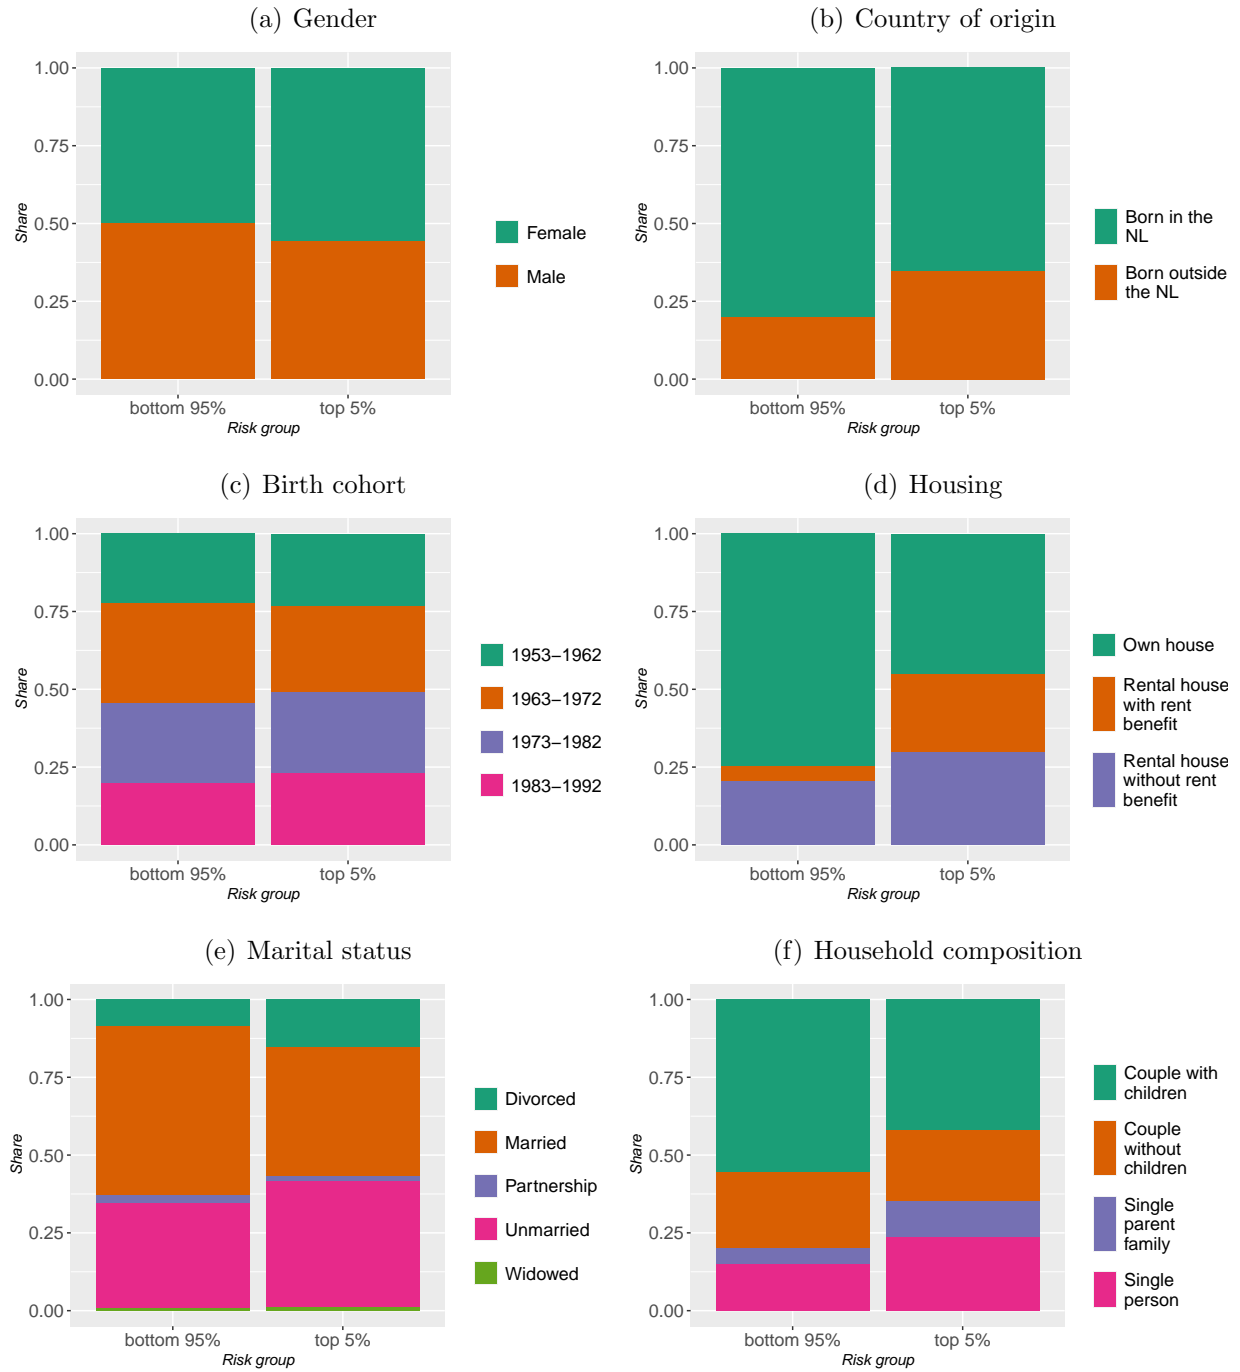 (a) Gender
1.00
0.75
0.50
0.25
0.00
Share
bottom 95%
top 5%
Risk group
Female
Male
(b) Country of origin
1.00
0.75
0.50
0.25
0.00
Share
bottom 95%
top 5%
Risk group
Born in the
NL
Born outside
the NL
(c) Birth cohort
1.00
0.75
0.50
0.25
0.00
Share
bottom 95%
top 5%
Risk group
1953−1962
1963−1972
1973−1982
1983−1992
(d) Housing
1.00
0.75
0.50
0.25
0.00
Share
bottom 95%
top 5%
Risk group
Own house
Rental house
with rent
benefit
Rental house
without rent
benefit
(e) Marital status
1.00
0.75
0.50
0.25
0.00
Share
bottom 95%
top 5%
Risk group
Divorced
Married
Partnership
Unmarried
Widowed
(f) Household composition
1.00
0.75
0.50
0.25
0.00
Share
bottom 95%
top 5%
Risk group
Couple with
children
Couple
without
children
Single
parent
family
Single
person